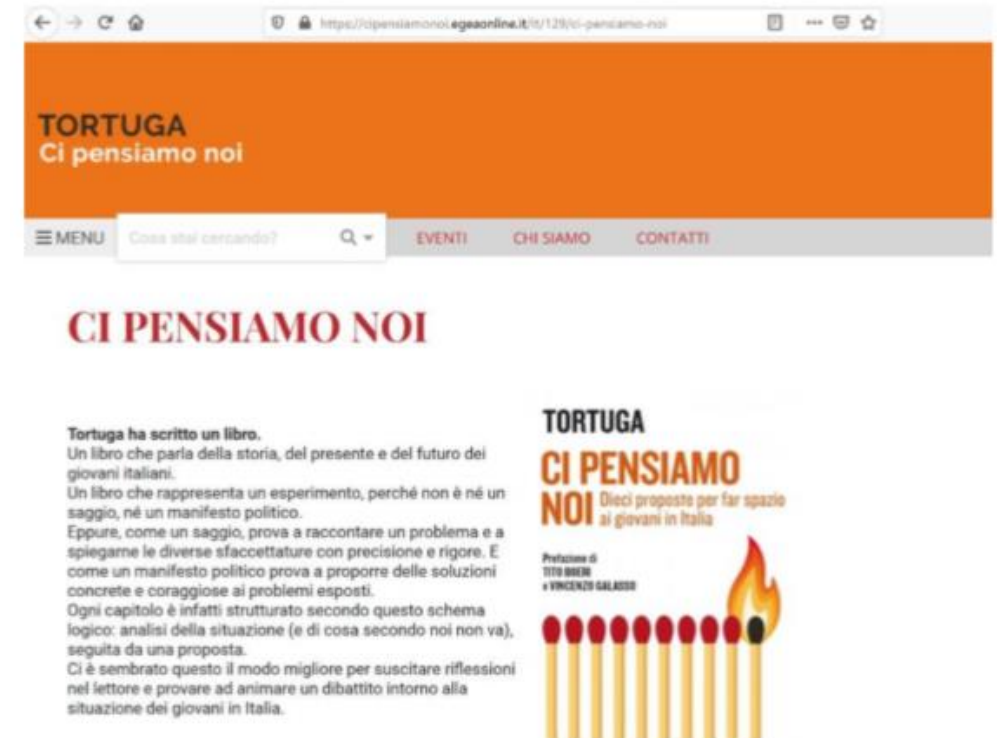 https://cipensiamonoi.egeaonline.it/it/129/ci-pensiamo-noi
TORTUGA
Ci pensiamo noi
MENU
Cosa stai cercando?
EVENTI
CHI SIAMO
CONTATTI
CI PENSIAMO NOI
Tortuga ha scritto un libro.
Un libro che parla della storia, del presente e del futuro dei
giovani italiani.
Un libro che rappresenta un esperimento, perché non è né un
saggio, né un manifesto politico.
Eppure, come un saggio, prova a raccontare un problema e a
spiegarne le diverse sfaccettature con precisione e rigore. E
come un manifesto politico prova a proporre delle soluzioni
concrete e coraggiose ai problemi esposti.
Ogni capitolo è infatti strutturato secondo questo schema
logico: analisi della situazione (e di cosa secondo noi non va),
seguita da una proposta.
Ci è sembrato questo il modo migliore per suscitare riflessioni
nel lettore e provare ad animare un dibattito intorno alla
situazione dei giovani in Italia.
TORTUGA
CI PENSIAMO
NOI
Dieci proposte per far spazio
ai giovani in Italia
Prefazione di
TITO BOERI
e VINCENZO GALASSO